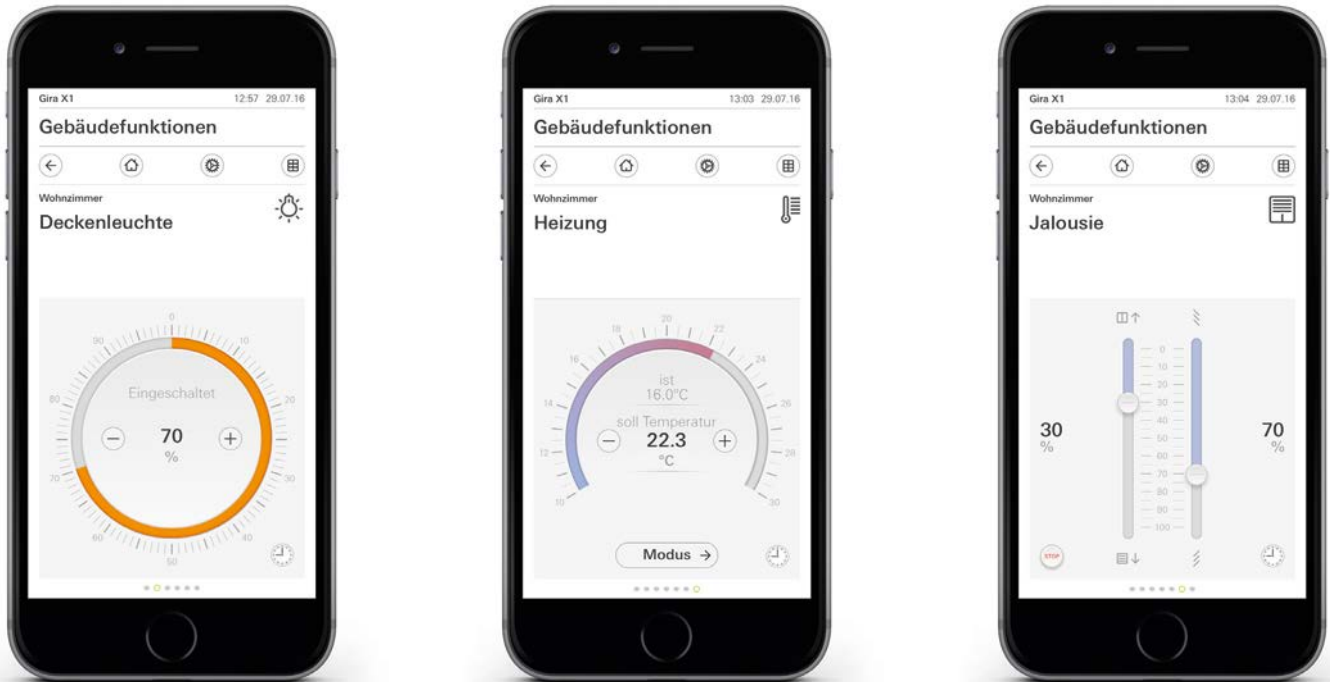 Gira X1 12:57 29.07.16
Gebäudefunktionen
Wohnzimmer
Deckenleuchte
0
90 10
80 20
Eingeschaltet
70
%
70 30
60 40
50
Gira X1 13:03 29.07.16
Gebäudefunktionen
Wohnzimmer
Heizung
20
18 22
16 24
14 26
12 28
10 30
ist
16.0°C
soll Temperatur
22.3
°C
Modus
Gira X1 13:04 29.07.16
Gebäudefunktionen
Wohnzimmer
Jalousie
0
10
20
30
40
50
60
70
80
90
100
30
%
70
%
STOP